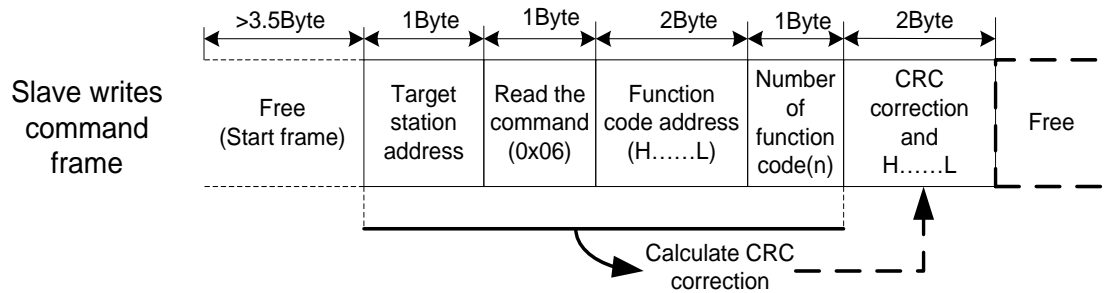 >3.5Byte 1Byte 1Byte 2Byte 1Byte 2Byte
Slave writes
command
frame
Free
(Start frame)
Target
station
address
Read the
command
(0x06)
Function
code address
(H……L)
Number
of
function
code(n)
CRC
correction
and
H……L
Free
Calculate CRC
correction